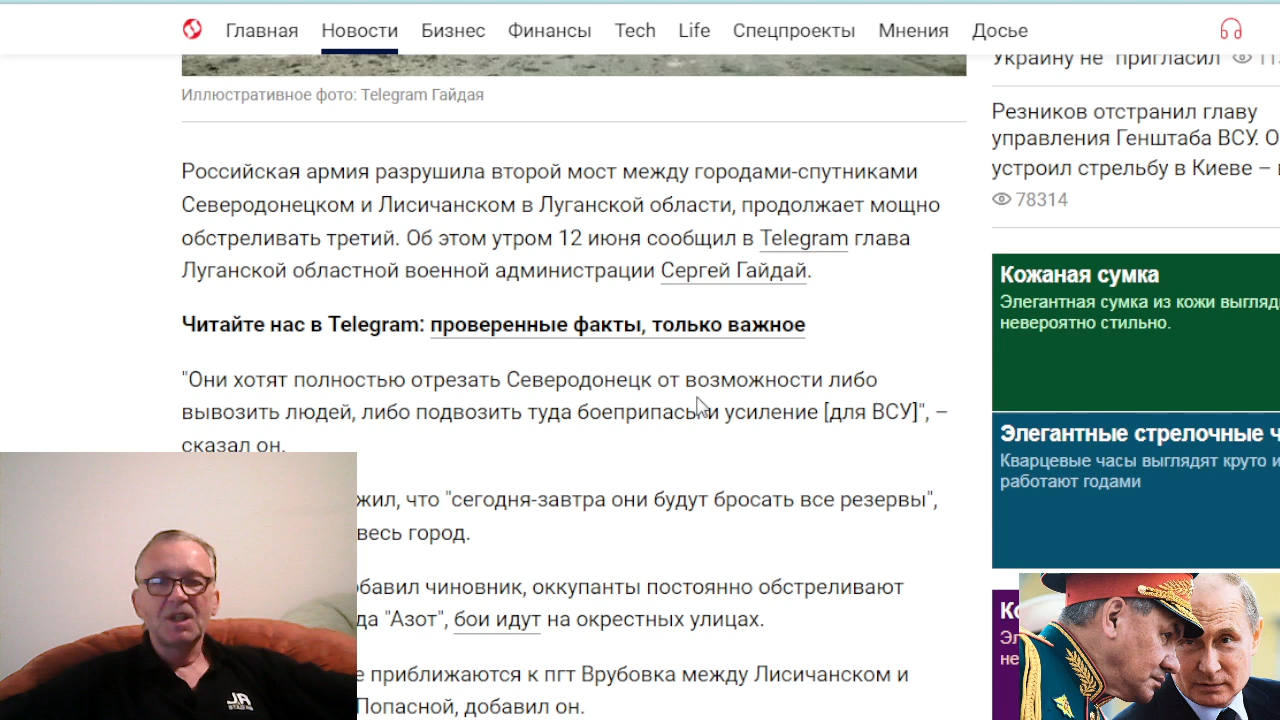 Главная Новости Бизнес Финансы Tech Life Спецпроекты Мнения Досье
Иллюстративное фото: Telegram Гайдая
Российская армия разрушила второй мост между городами-спутниками
Северодонецком и Лисичанском в Луганской области, продолжает мощно
обстреливать третий. Об этом утром 12 июня сообщил в Telegram глава
Луганской областной военной администрации Сергей Гайдай.
Читайте нас в Telegram: проверенные факты, только важное
"Они хотят полностью отрезать Северодонецк от возможности либо
вывозить людей, либо подвозить туда боеприпасы и усиление [для ВСУ]", –
сказал он.
жил, что "сегодня-завтра они будут бросать все резервы",
весь город.
бавил чиновник, оккупанты постоянно обстреливают
да "Азот", бои идут на окрестных улицах.
е приближаются к пгт Врубовка между Лисичанском и
Попасной, добавил он.
Украину не "пригласил"
Резников отстранил главу
управления Генштаба ВСУ. О
устроил стрельбу в Киеве –
78314
Кожаная сумка
Элегантная сумка из кожи выгляд
невероятно стильно.
Элегантные стрелочные ч
Кварцевые часы выглядят круто и
работают годами
Ко
Эл
не
JA